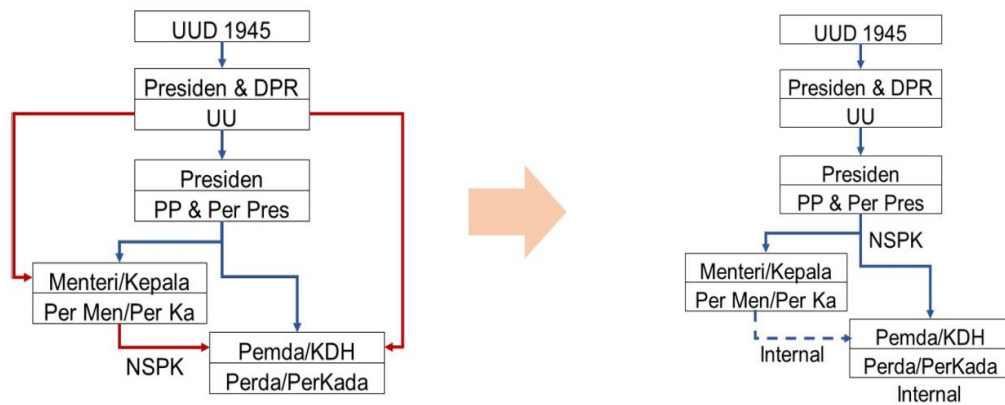 UUD 1945
Presiden & DPR
UU
Presiden
PP & Per Pres
Menteri/Kepala
Per Men/Per Ka
NSPK
Pemda/KDH
Perda/PerKada
UUD 1945
Presiden & DPR
UU
Presiden
PP & Per Pres
NSPK
Menteri/Kepala
Per Men/Per Ka
Internal
Pemda/KDH
Perda/PerKada
Internal